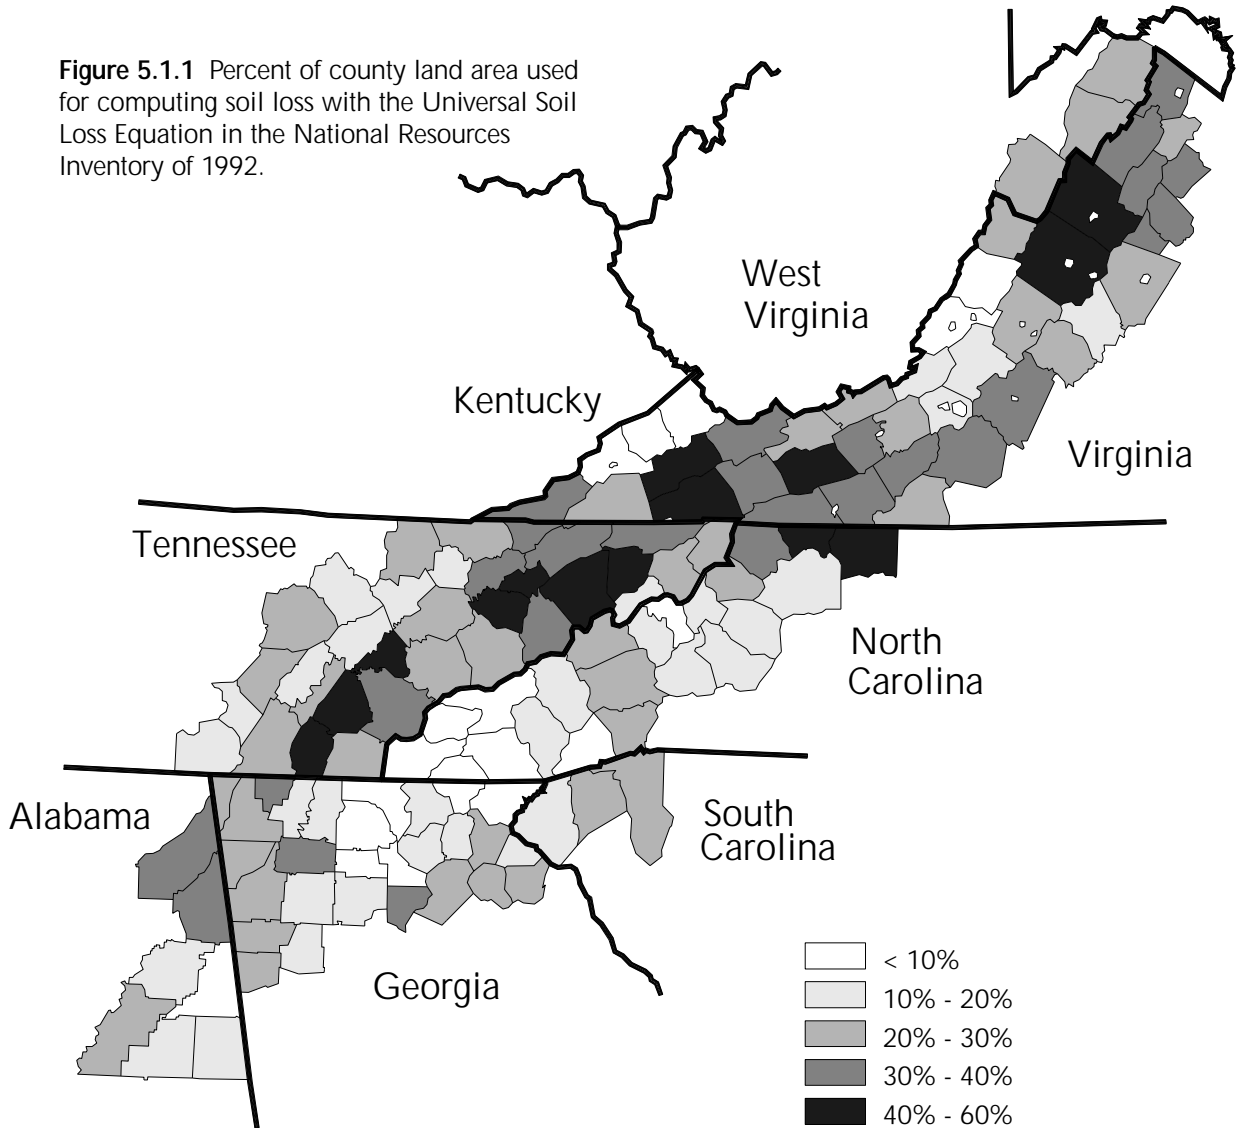 Figure 5.1.1 Percent of county land area used
for computing soil loss with the Universal Soil
Loss Equation in the National Resources
Inventory of 1992.
West
Virginia
Kentucky
Virginia
Tennessee
North
Carolina
Alabama
South
Carolina
Georgia
< 10%
10% - 20%
20% - 30%
30% - 40%
40% - 60%